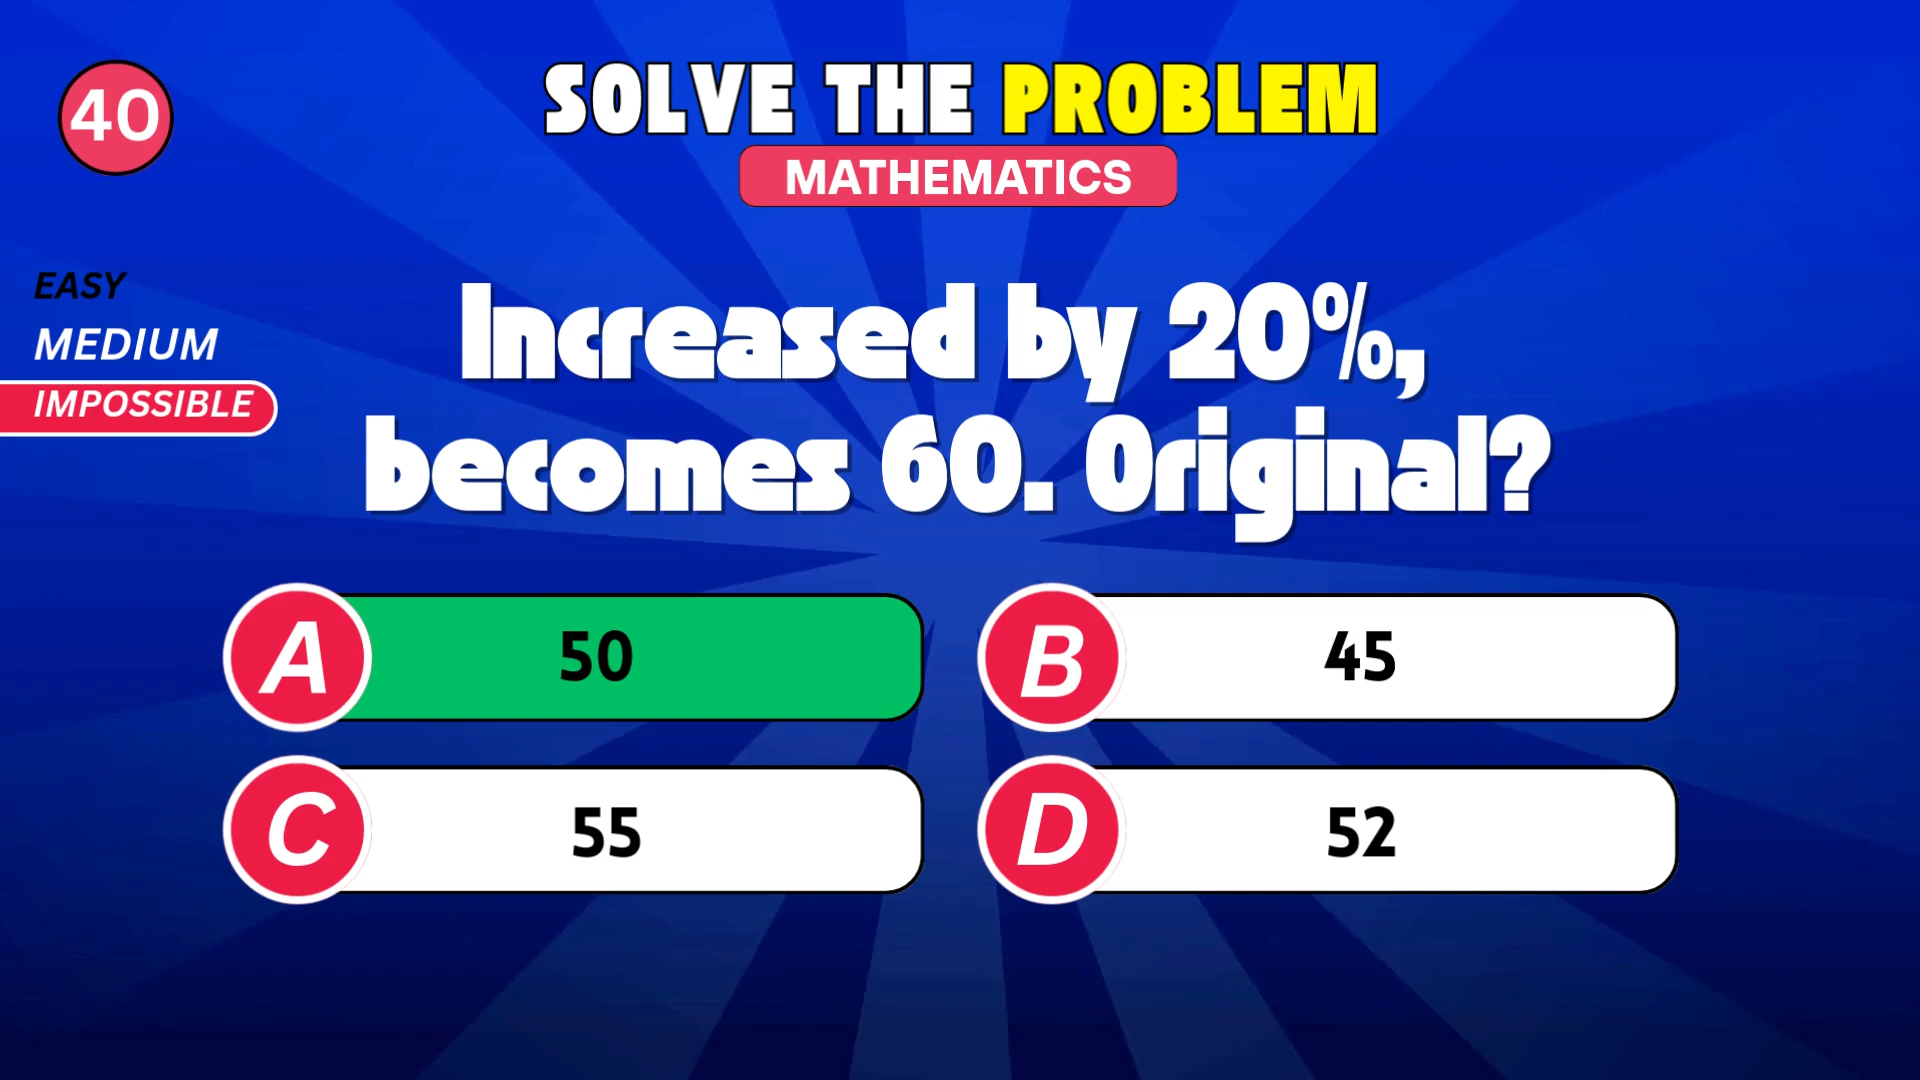 40
SOLVE THE PROBLEM
MATHEMATICS
EASY
MEDIUM
IMPOSSIBLE
Increased by 20%,
becomes 60. Original?
A 50
B 45
C 55
D 52